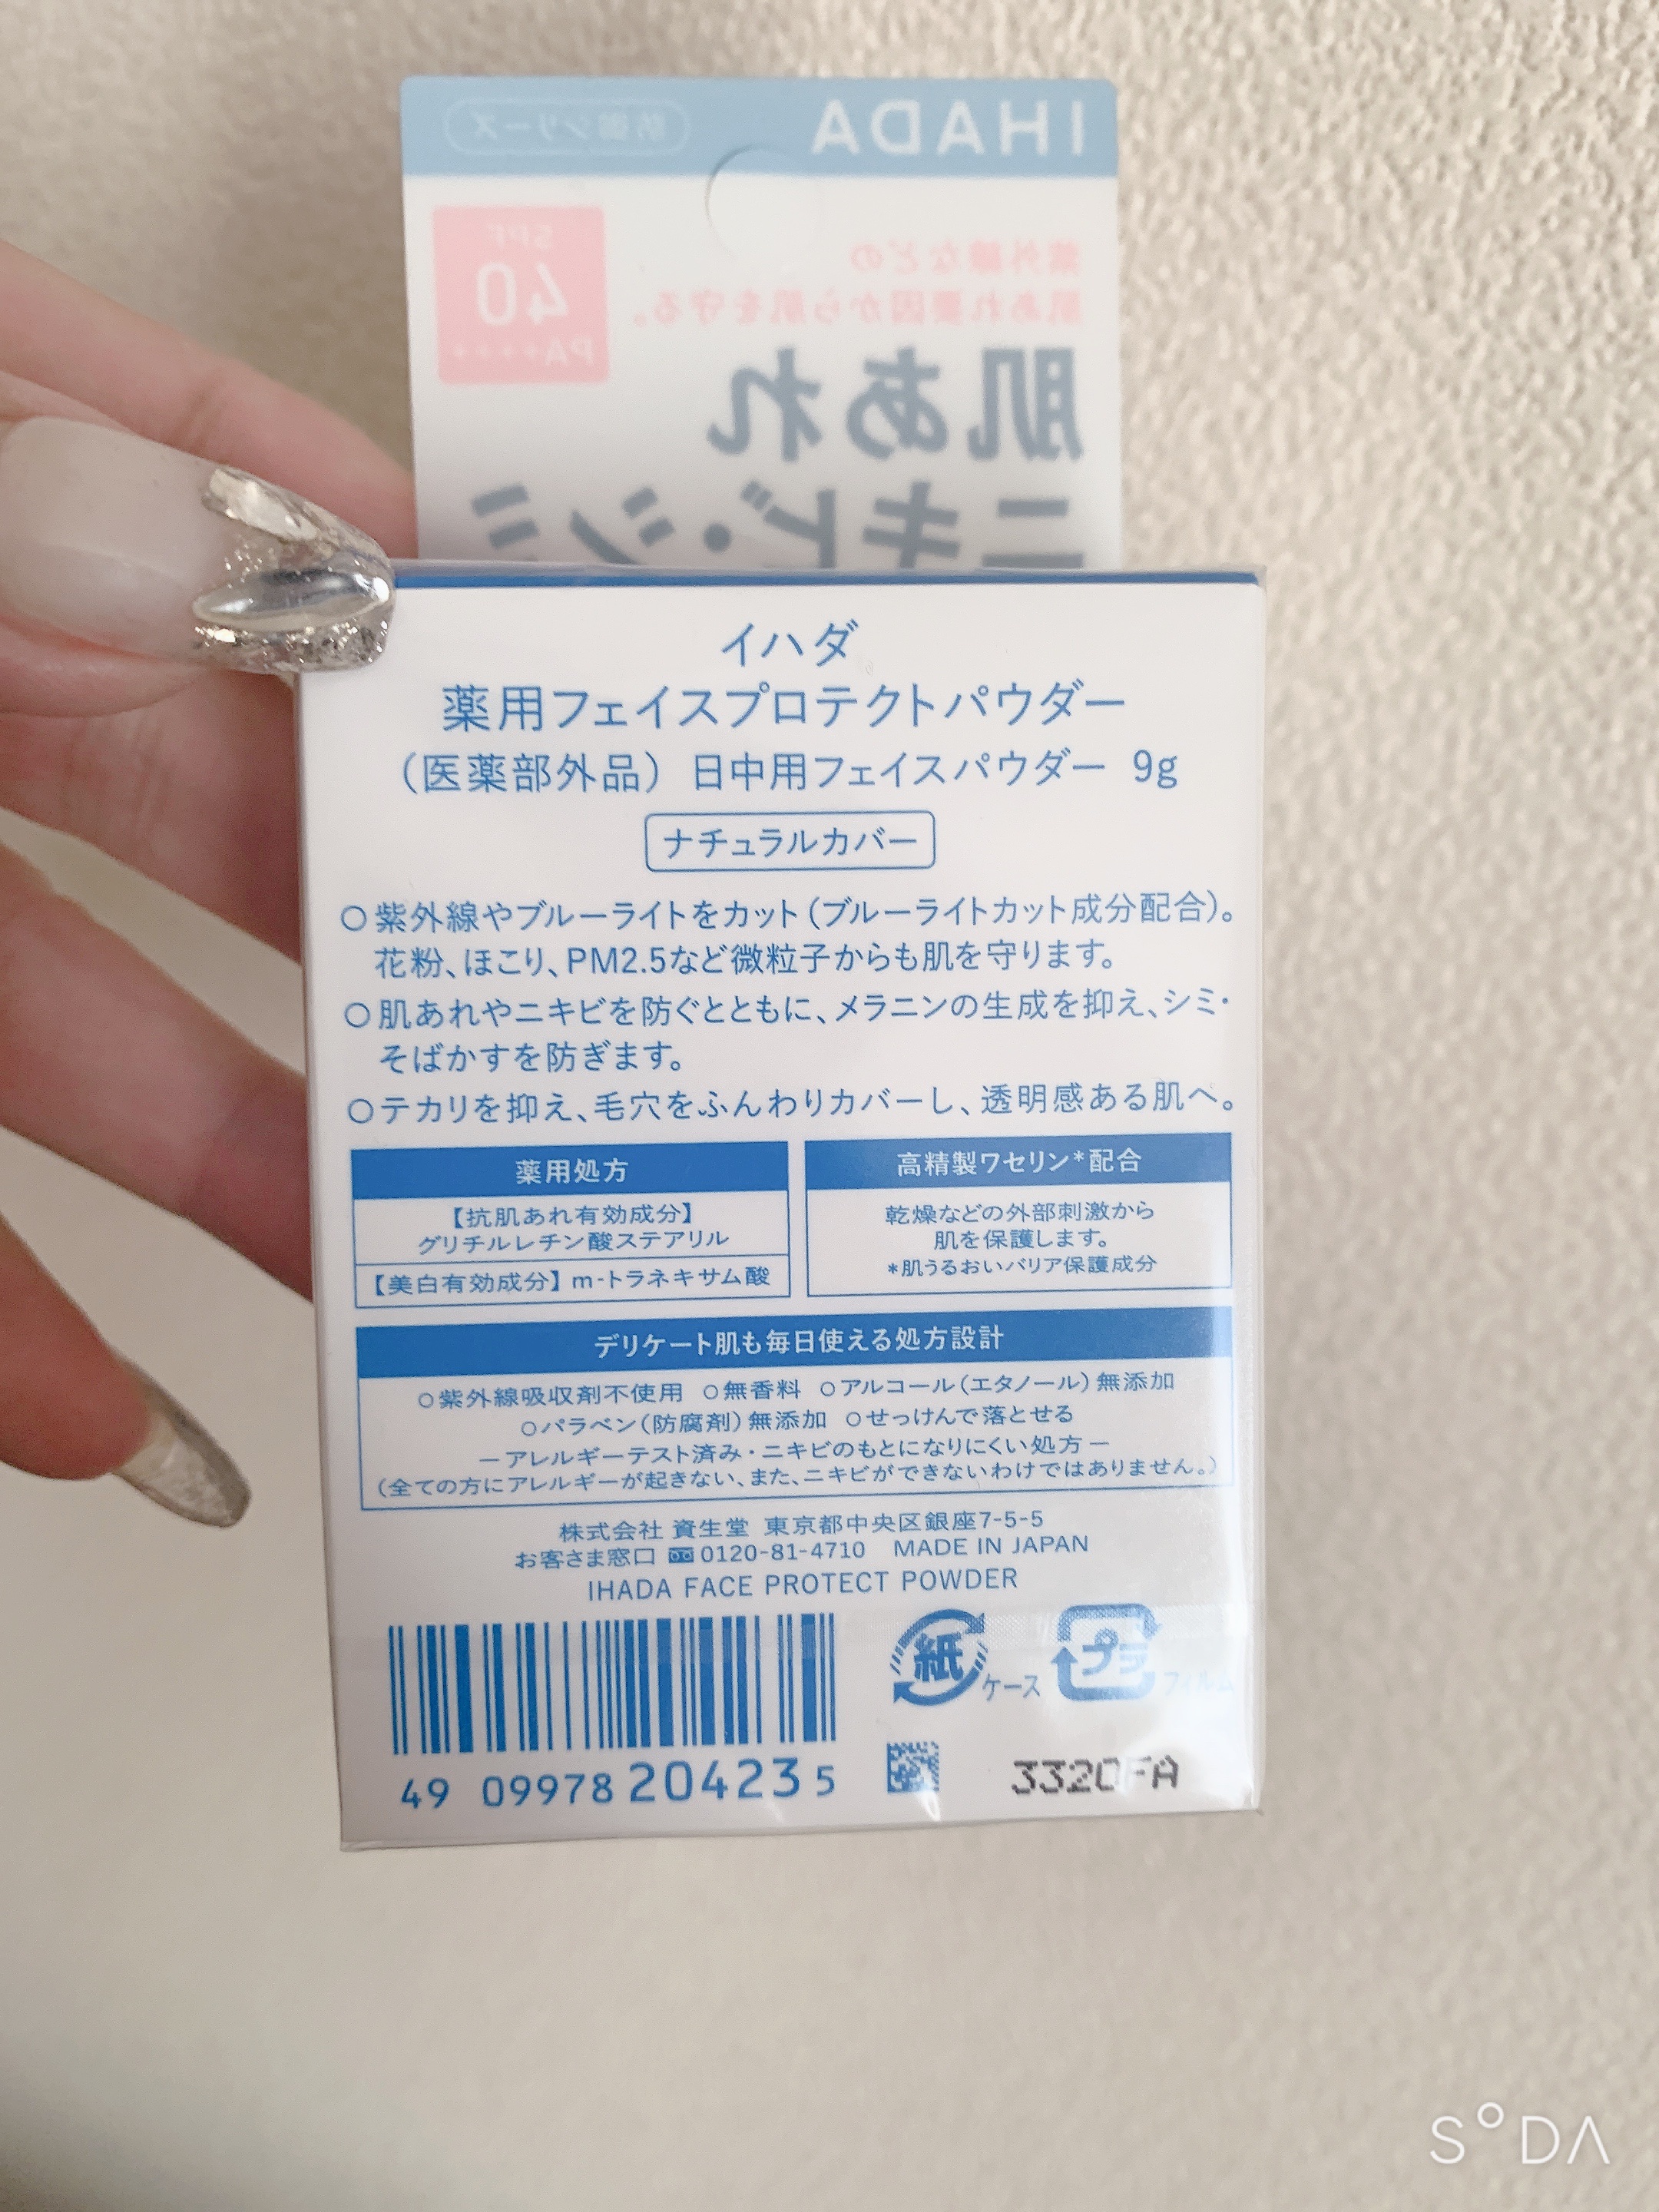 IHADA
防御シリーズ
SPF
40
PA++++
紫外線などの
肌あれ要因から肌を守る。
肌あれ
ニキビ・シミ
イハダ
薬用フェイスプロテクトパウダー
（医薬部外品）日中用フェイスパウダー 9g
ナチュラルカバー
○紫外線やブルーライトをカット（ブルーライトカット成分配合）。
花粉、ほこり、PM2.5など微粒子からも肌を守ります。
○肌あれやニキビを防ぐとともに、メラニンの生成を抑え、シミ・
そばかすを防ぎます。
○テカリを抑え、毛穴をふんわりカバーし、透明感ある肌へ。
薬用処方
【抗肌あれ有効成分】
グリチルレチン酸ステアリル
【美白有効成分】m-トラネキサム酸
高精製ワセリン*配合
乾燥などの外部刺激から
肌を保護します。
*肌うるおいバリア保護成分
デリケート肌も毎日使える処方設計
○紫外線吸収剤不使用 ○無香料 ○アルコール（エタノール）無添加
○パラベン（防腐剤）無添加 ○せっけんで落とせる
－アレルギーテスト済み・ニキビのもとになりにくい処方－
（全ての方にアレルギーが起きない、また、ニキビができないわけではありません。）
株式会社 資生堂 東京都中央区銀座7-5-5
お客さま窓口 0120-81-4710 MADE IN JAPAN
IHADA FACE PROTECT POWDER
紙 ケース プラ フィルム
49 09978 204235
3320FA
SODA